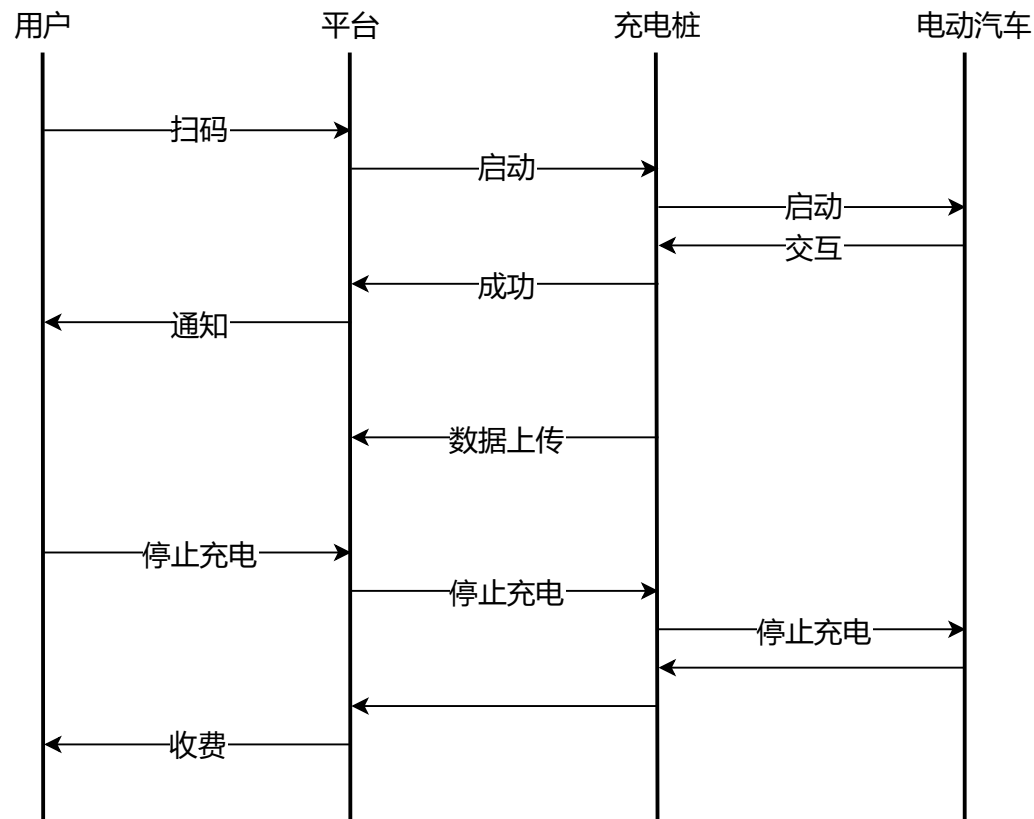 用户 平台 充电桩 电动汽车
扫码
启动
启动
交互
成功
通知
数据上传
停止充电
停止充电
停止充电
收费